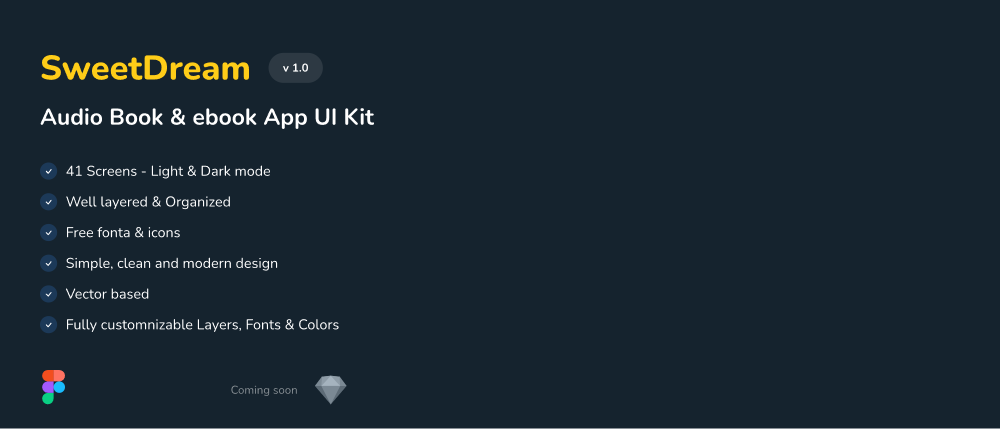 SweetDream
v 1.0
Audio Book & ebook App UI Kit
41 Screens - Light & Dark mode
Well layered & Organized
Free fonta & icons
Simple, clean and modern design
Vector based
Fully customnizable Layers, Fonts & Colors
Coming soon